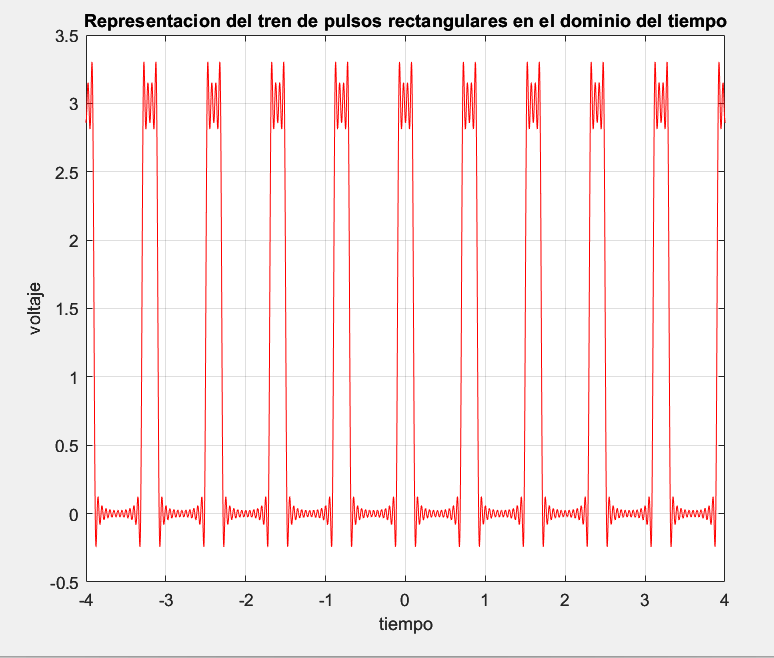 Representacion del tren de pulsos rectangulares en el dominio del tiempo
3.5
3
2.5
2
1.5
1
0.5
0
-0.5
voltaje
-4 -3 -2 -1 0 1 2 3 4
tiempo